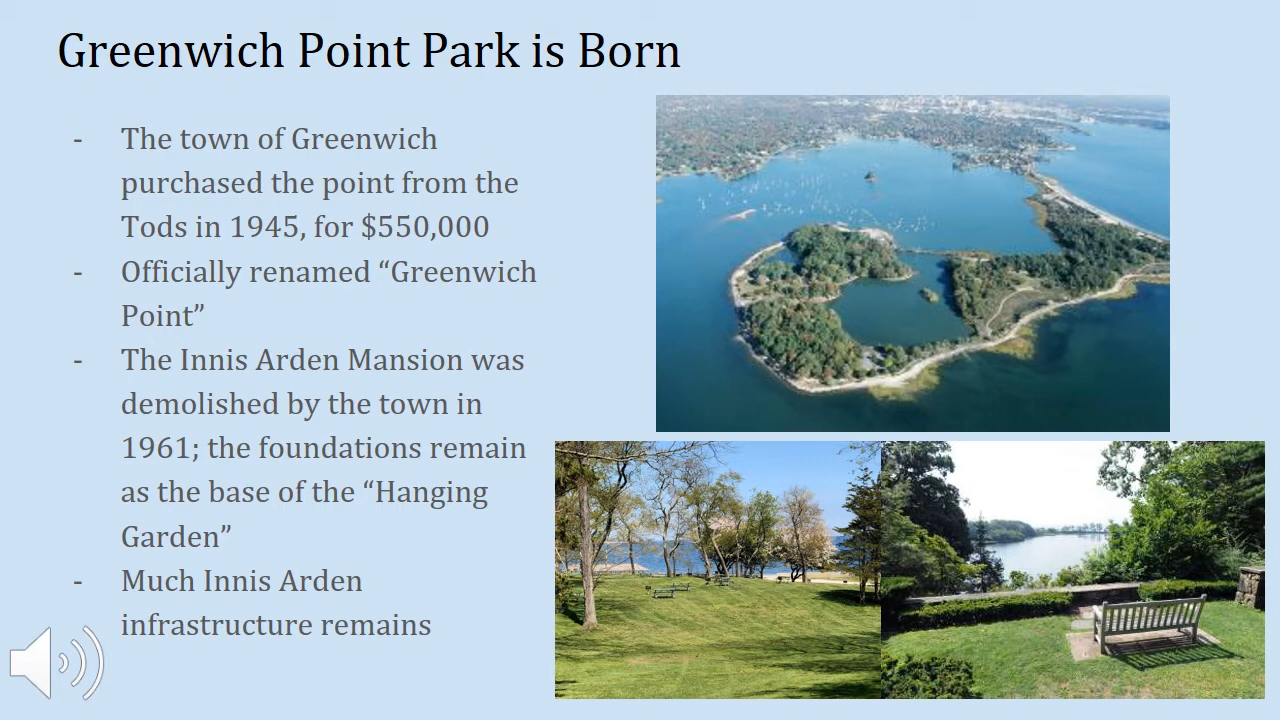 Greenwich Point Park is Born
- The town of Greenwich
purchased the point from the
Tods in 1945, for $550,000
- Officially renamed “Greenwich
Point”
- The Innis Arden Mansion was
demolished by the town in
1961; the foundations remain
as the base of the “Hanging
Garden”
- Much Innis Arden
infrastructure remains